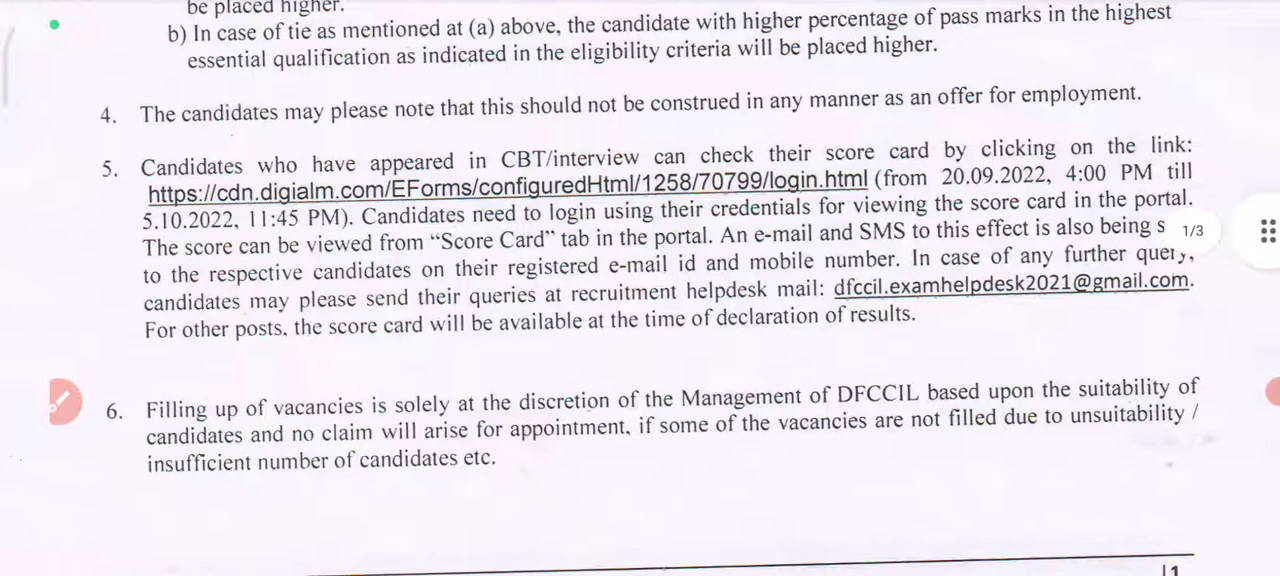 be placed higher.
b) In case of tie as mentioned at (a) above, the candidate with higher percentage of pass marks in the highest
essential qualification as indicated in the eligibility criteria will be placed higher.
4. The candidates may please note that this should not be construed in any manner as an offer for employment.
5. Candidates who have appeared in CBT/interview can check their score card by clicking on the link:
https://cdn.digialm.com/EForms/configuredHtml/1258/70799/login.html (from 20.09.2022, 4:00 PM till
5.10.2022, 11:45 PM). Candidates need to login using their credentials for viewing the score card in the portal.
The score can be viewed from “Score Card” tab in the portal. An e-mail and SMS to this effect is also being s
1/3
to the respective candidates on their registered e-mail id and mobile number. In case of any further query,
candidates may please send their queries at recruitment helpdesk mail: dfccil.examhelpdesk2021@gmail.com.
For other posts, the score card will be available at the time of declaration of results.
6. Filling up of vacancies is solely at the discretion of the Management of DFCCIL based upon the suitability of
candidates and no claim will arise for appointment, if some of the vacancies are not filled due to unsuitability /
insufficient number of candidates etc.